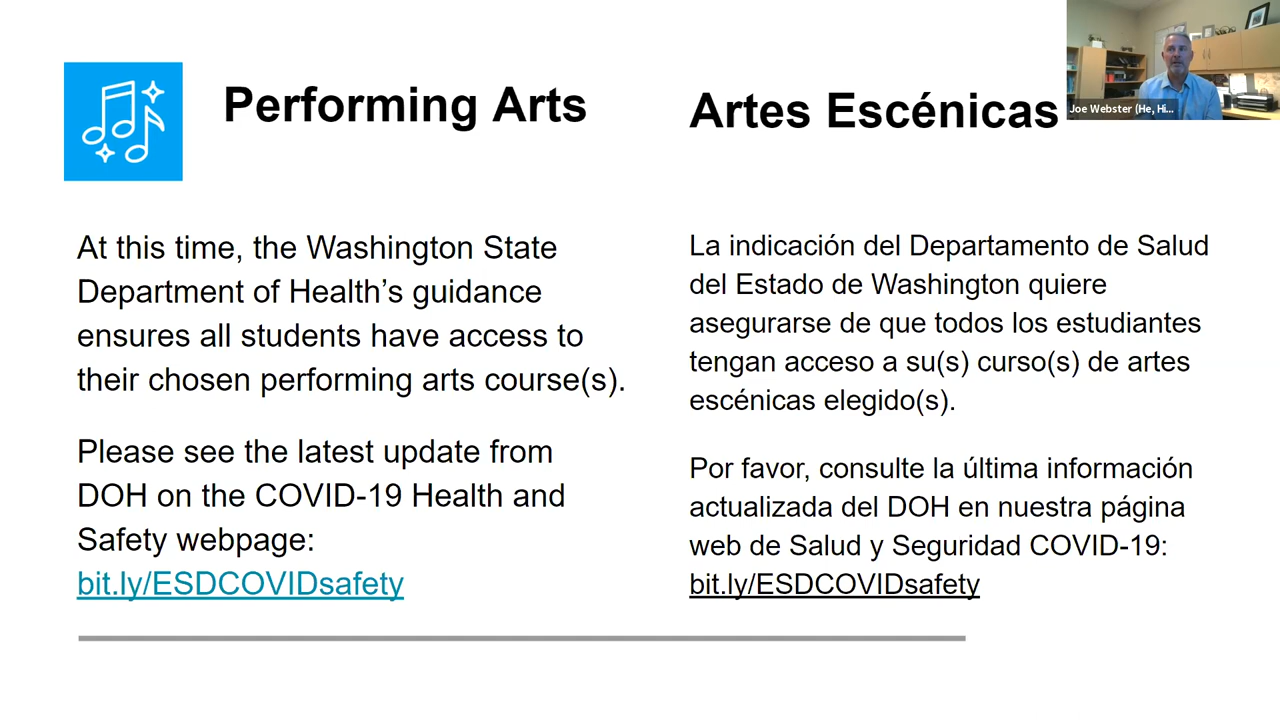 Performing Arts
At this time, the Washington State
Department of Health’s guidance
ensures all students have access to
their chosen performing arts course(s).
Please see the latest update from
DOH on the COVID-19 Health and
Safety webpage:
bit.ly/ESDCOVIDsafety
Artes Escénicas
La indicación del Departamento de Salud
del Estado de Washington quiere
asegurarse de que todos los estudiantes
tengan acceso a su(s) curso(s) de artes
escénicas elegido(s).
Por favor, consulte la última información
actualizada del DOH en nuestra página
web de Salud y Seguridad COVID-19:
bit.ly/ESDCOVIDsafety
Joe Webster (He, Hi...